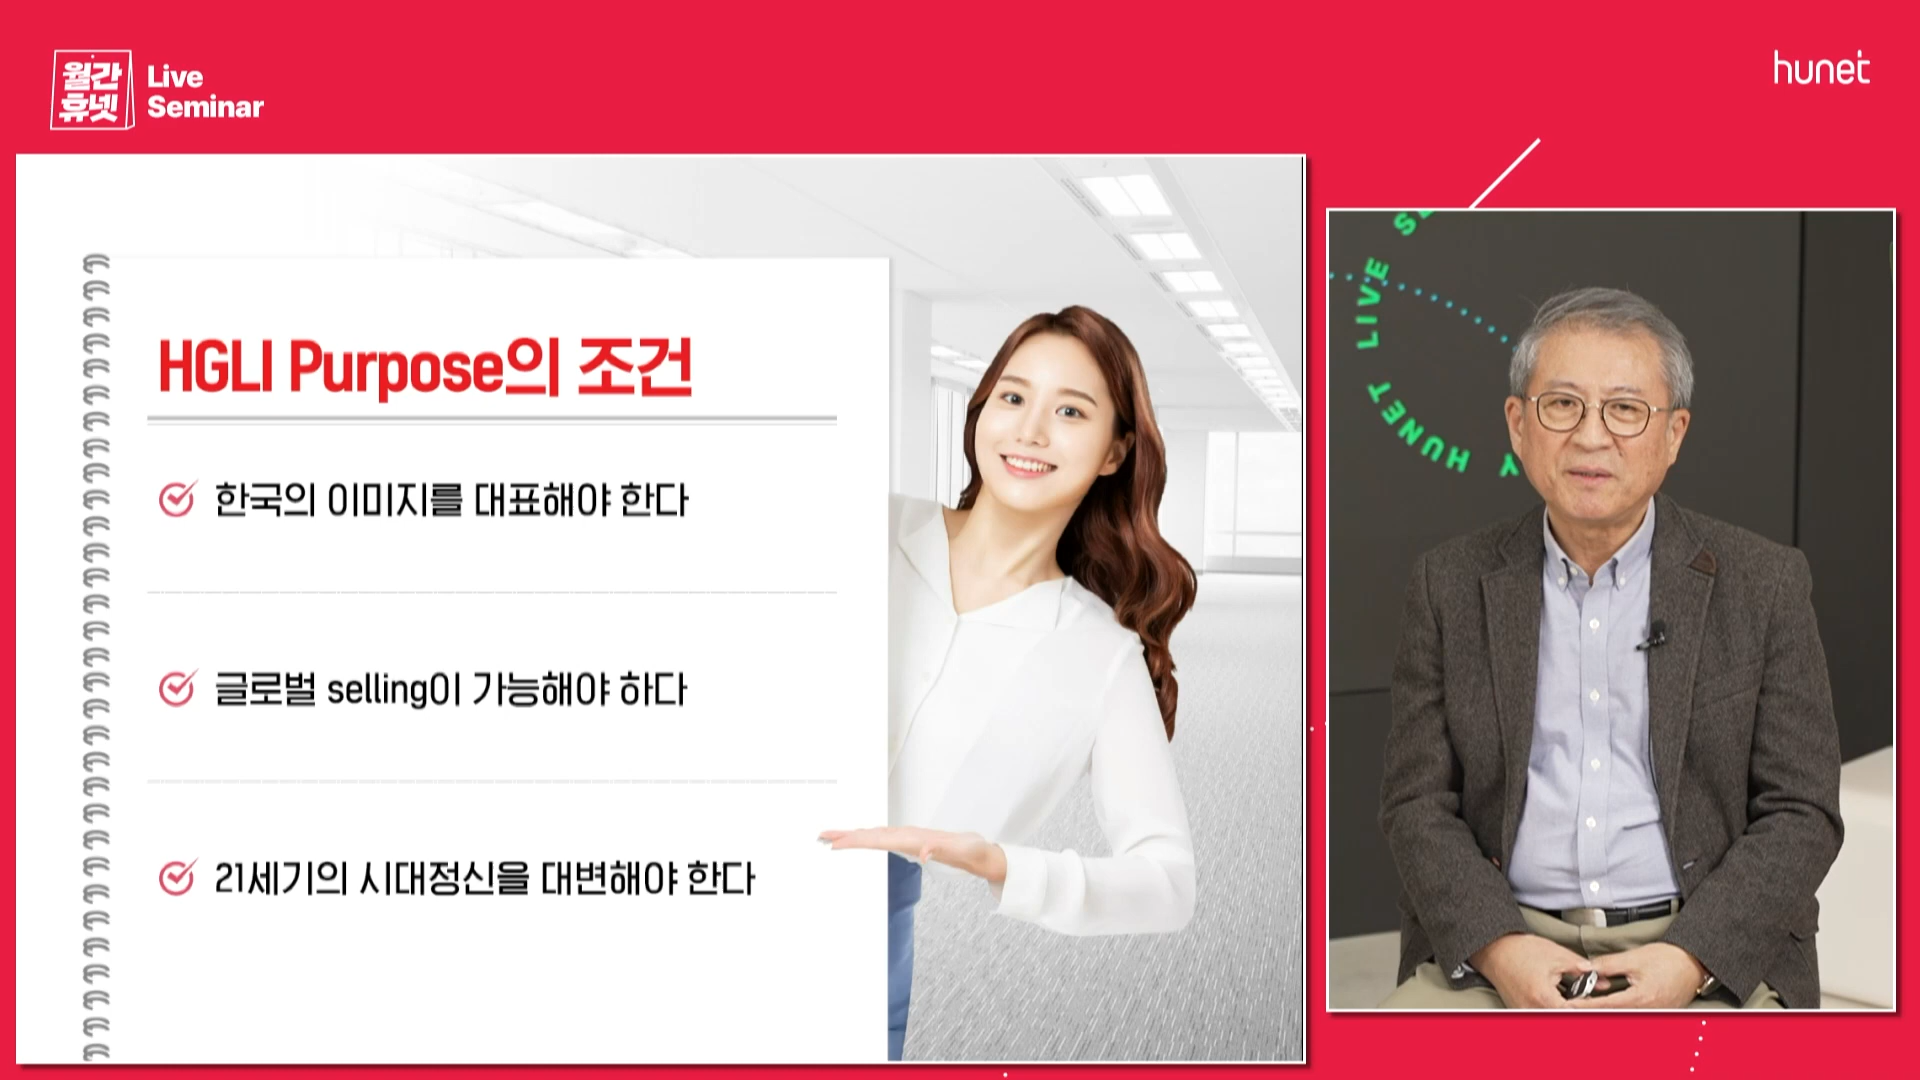 월간
휴넷
Live
Seminar
hunet
HGLI Purpose의 조건
한국의 이미지를 대표해야 한다
글로벌 selling이 가능해야 하다
21세기의 시대정신을 대변해야 한다
HUNET LIVE